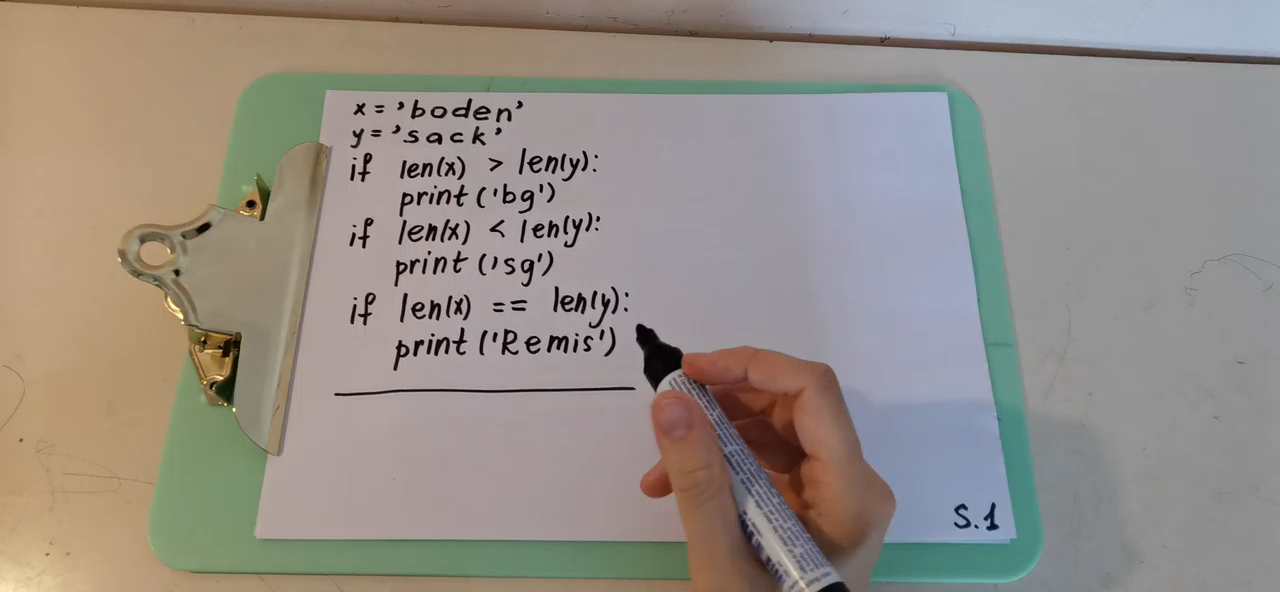 x = 'boden'
y = 'sack'
if len(x) > len(y):
print ('bg')
if len(x) < len(y):
print ('sg')
if len(x) == len(y):
print ('Remis')
S.1